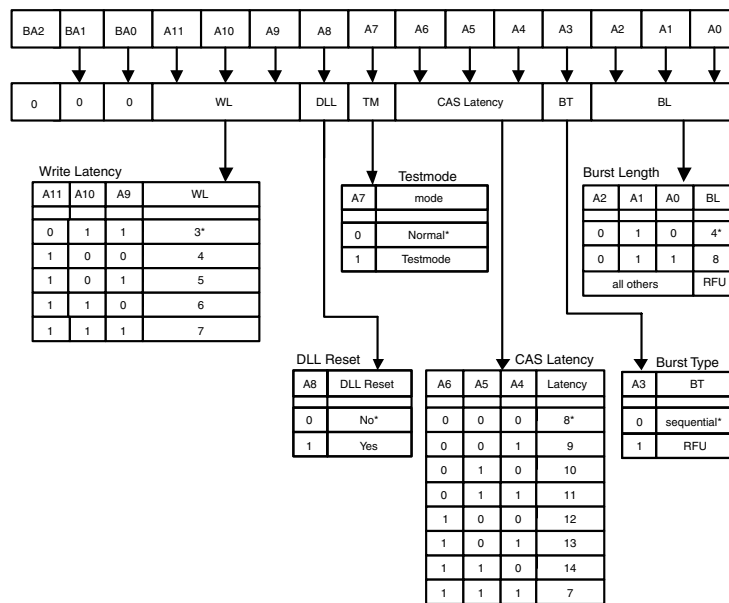 BA2 BA1 BA0 A11 A10 A9 A8 A7 A6 A5 A4 A3 A2 A1 A0
0 0 0 WL DLL TM CAS Latency BT BL
Write Latency
A11 A10 A9 WL
0 1 1 3*
1 0 0 4
1 0 1 5
1 1 0 6
1 1 1 7
Testmode
A7 mode
0 Normal*
1 Testmode
Burst Length
A2 A1 A0 BL
0 1 0 4*
0 1 1 8
all others RFU
DLL Reset
A8 DLL Reset
0 No*
1 Yes
CAS Latency
A6 A5 A4 Latency
0 0 0 8*
0 0 1 9
0 1 0 10
0 1 1 11
1 0 0 12
1 0 1 13
1 1 0 14
1 1 1 7
Burst Type
A3 BT
0 sequential*
1 RFU